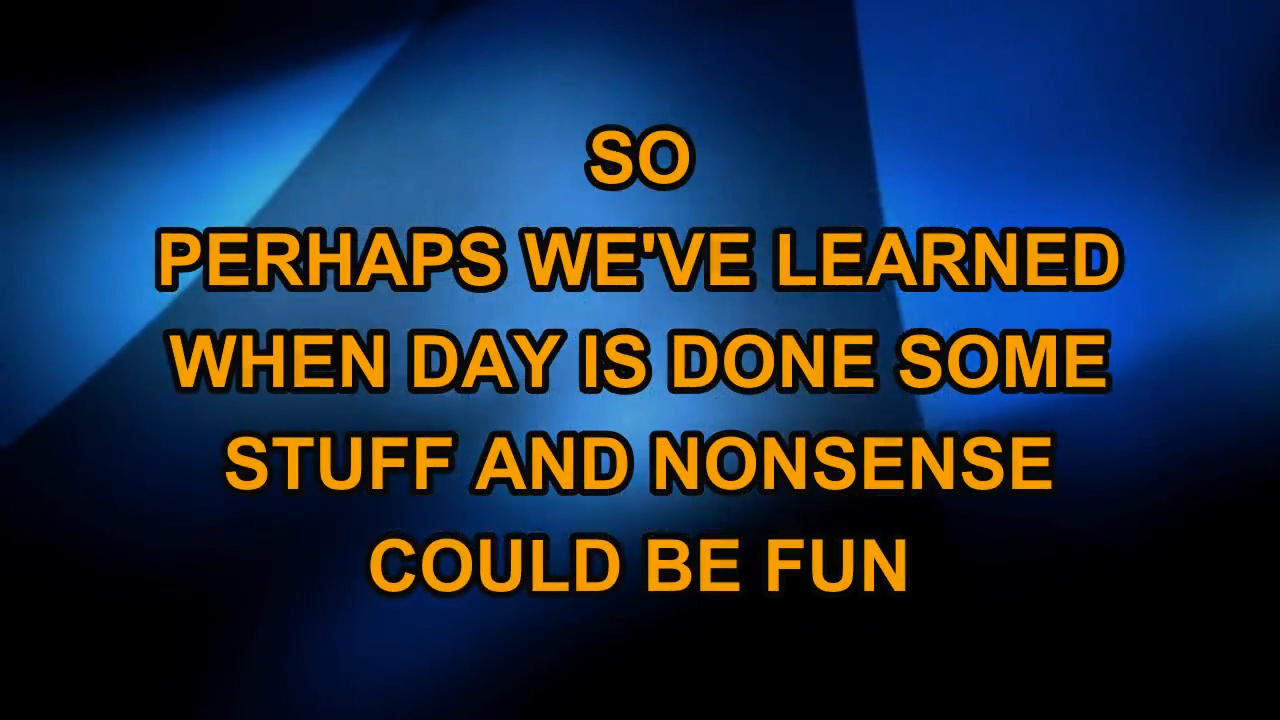 SO
PERHAPS WE'VE LEARNED
WHEN DAY IS DONE SOME
STUFF AND NONSENSE
COULD BE FUN